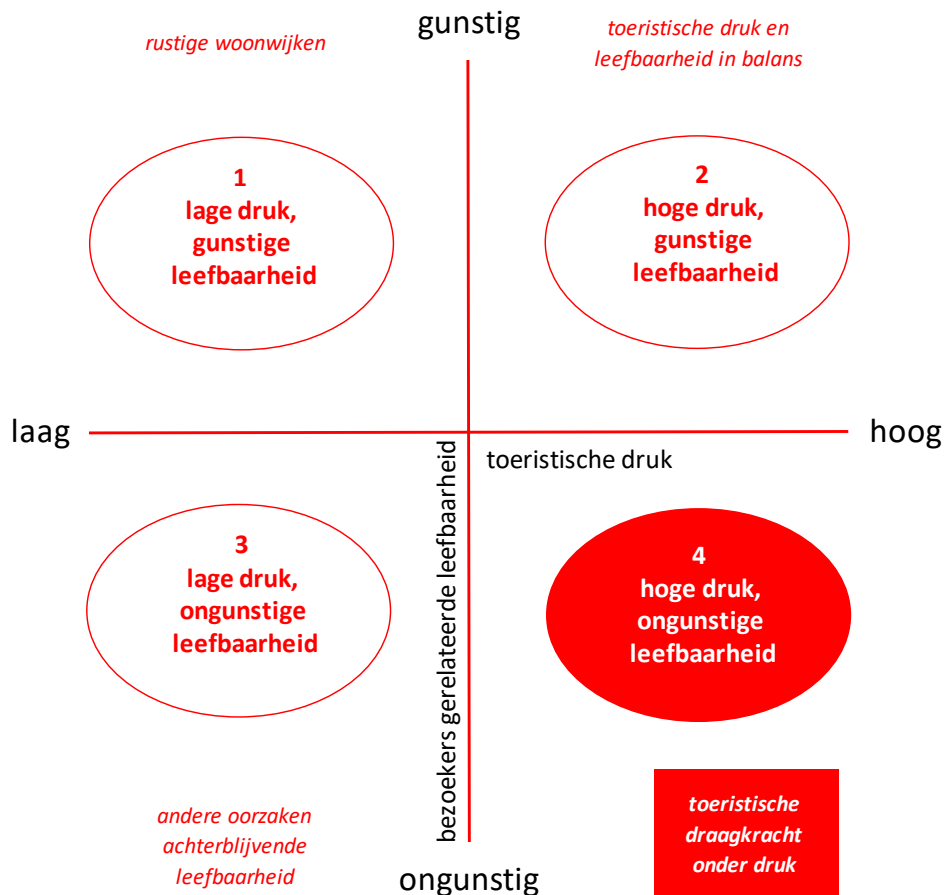 gunstig
rustige woonwijken
toeristische druk en
leefbaarheid in balans
1
lage druk,
gunstige
leefbaarheid
2
hoge druk,
gunstige
leefbaarheid
laag
hoog
toeristische druk
bezoekers gerelateerde leefbaarheid
3
lage druk,
ongunstige
leefbaarheid
4
hoge druk,
ongunstige
leefbaarheid
andere oorzaken
achterblijvende
leefbaarheid
ongunstig
toeristische
draagkracht
onder druk